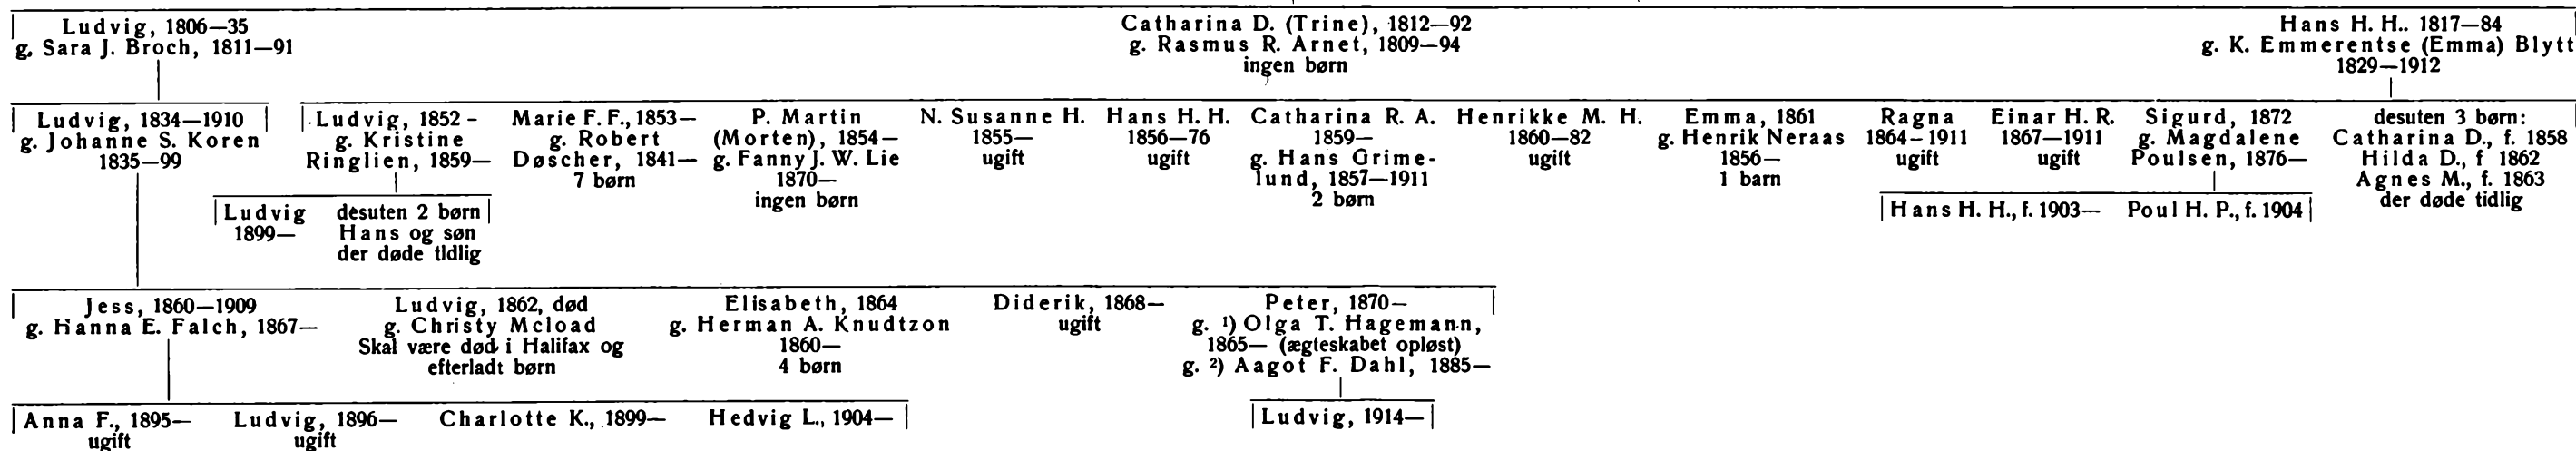 Ludvig, 1806—35
g. Sara J. Broch, 1811—91
Catharina D. (Trine), 1812—92
g. Rasmus R. Arnet, 1809—94
ingen børn
Hans H. H.. 1817—84
g. K. Emmerentse (Emma) Blytt
1829—1912
Ludvig, 1834—1910
g. Johanne S. Koren
1835—99
Ludvig, 1852 -
g. Kristine
Ringlien, 1859—
Marie F. F., 1853—
g. Robert
Døscher, 1841—
7 børn
P. Martin
(Morten), 1854—
g. Fanny J. W. Lie
1870—
ingen børn
N. Susanne H.
1855—
ugift
Hans H. H.
1856—76
ugift
Catharina R. A.
1859—
g. Hans Grime-
lund, 1857—1911
2 børn
Henrikke M. H.
1860—82
ugift
Emma, 1861
g. Henrik Neraas
1856—
1 barn
Ragna
1864-1911
ugift
Einar H. R.
1867—1911
ugift
Sigurd, 1872
g. Magdalene
Poulsen, 1876—
desuten 3 børn:
Catharina D., f. 1858
Hilda D., f 1862
Agnes M., f. 1863
der døde tidlig
Ludvig
1899—
desuten 2 børn
Hans og søn
der døde tidlig
Hans H. H., f. 1903—
Poul H. P., f. 1904
Jess, 1860—1909
g. Hanna E. Falch, 1867—
Ludvig, 1862, død
g. Christy Mcload
Skal være død i Halifax og
efterladt børn
Elisabeth, 1864
g. Herman A. Knudtzon
1860—
4 børn
Diderik, 1868—
ugift
Peter, 1870—
g. ¹) Olga T. Hagemann,
1865— (ægteskabet opløst)
g. ²) Aagot F. Dahl, 1885—
Anna F., 1895—
ugift
Ludvig, 1896—
ugift
Charlotte K., 1899—
Hedvig L., 1904—
Ludvig, 1914—